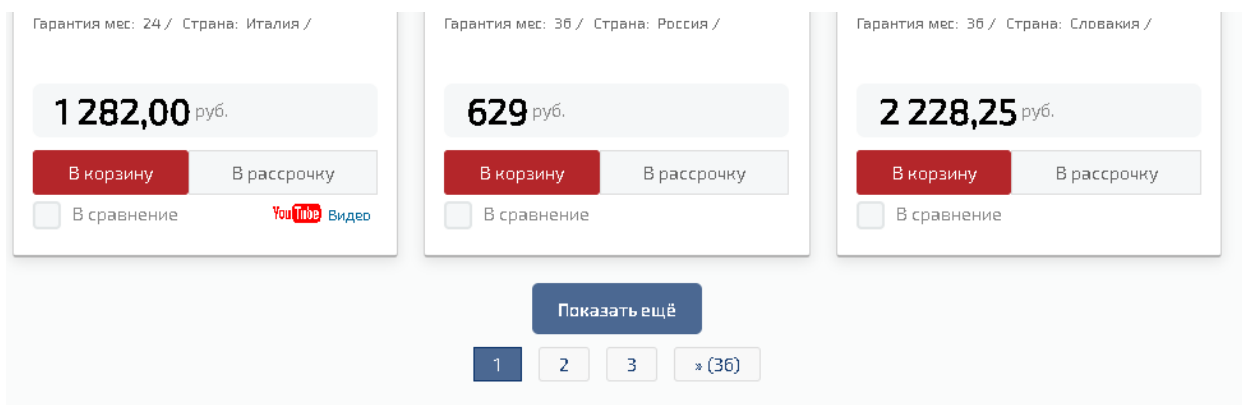 Гарантия мес: 24 / Страна: Италия /
Гарантия мес: 36 / Страна: Россия /
Гарантия мес: 36 / Страна: Словакия /
1 282,00 руб.
629 руб.
2 228,25 руб.
В корзину
В рассрочку
В корзину
В рассрочку
В корзину
В рассрочку
В сравнение
YouTube Видео
В сравнение
В сравнение
Показать ещё
1 2 3 » (36)